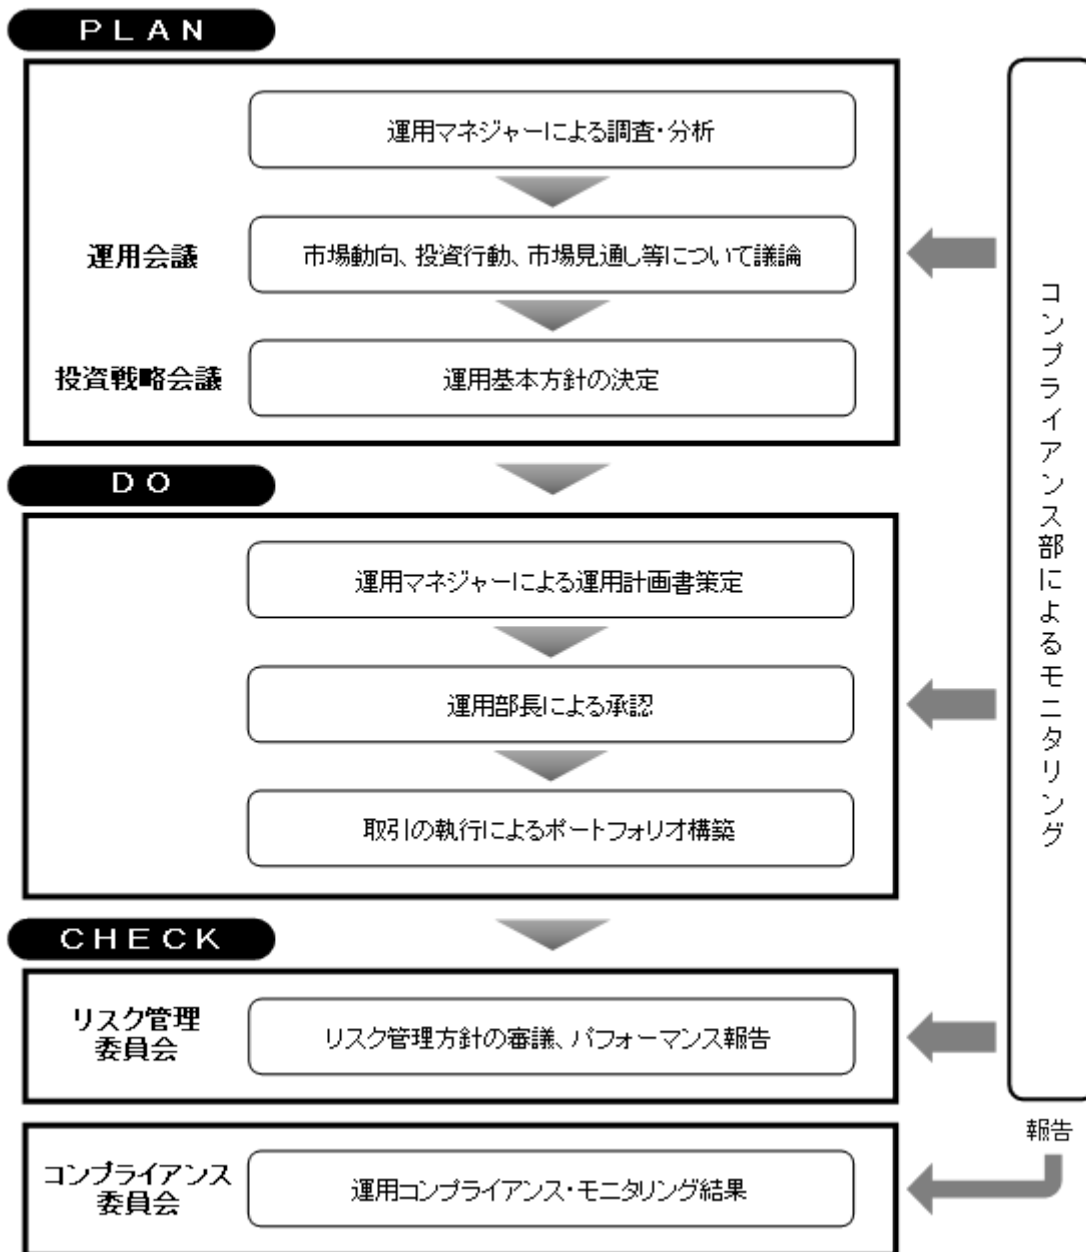 PLAN
運用マネジャーによる調査・分析
運用会議
市場動向、投資行動、市場見通し等について議論
投資戦略会議
運用基本方針の決定
DO
運用マネジャーによる運用計画書策定
運用部長による承認
取引の執行によるポートフォリオ構築
CHECK
リスク管理
委員会
リスク管理方針の審議、パフォーマンス報告
コンプライアンス
委員会
運用コンプライアンス・モニタリング結果
コンプライアンス部によるモニタリング
報告